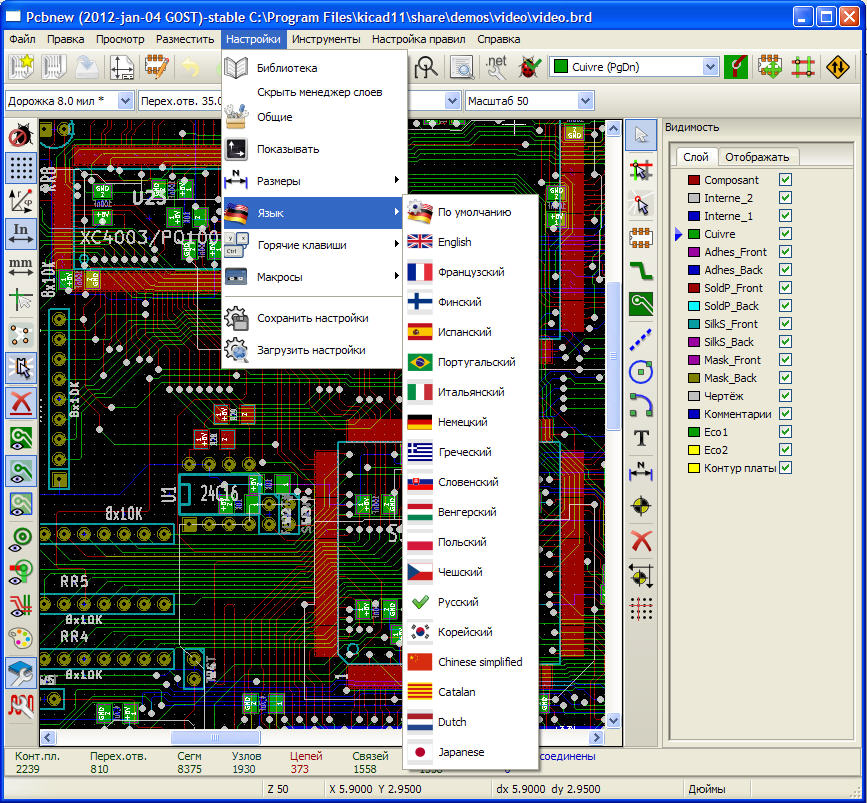 Pcbnew (2012-jan-04 GOST)-stable C:\Program Files\kicad11\share\demos\video\video.brd
Файл Правка Просмотр Разместить Настройки Инструменты Настройка правил Справка
.net Cuivre (PgDn)
Дорожка 8.0 мил * Перех.отв. 35.0 Масштаб 50
Библиотека
Скрыть менеджер слоев
Общие
Показывать
Размеры
Язык
Горячие клавиши
Макросы
Сохранить настройки
Загрузить настройки
По умолчанию
English
Французский
Финский
Испанский
Португальский
Итальянский
Немецкий
Греческий
Словенский
Венгерский
Польский
Чешский
Русский
Корейский
Chinese simplified
Catalan
Dutch
Japanese
Видимость
Слой Отображать
Composant
Interne_2
Interne_1
Cuivre
Adhes_Front
Adhes_Back
SoldP_Front
SoldP_Back
SilkS_Front
SilkS_Back
Mask_Front
Mask_Back
Чертёж
Комментарии
Eco1
Eco2
Контур платы
In
mm
U23
XC4003/PQ100
8x10K
8x10K
U1
24C16
8x10K
RR5
8x10K
RR4
8x10K
Конт.пл. Перех.отв. Сегм Узлов Цепей Связей соединены
2239 810 8375 1930 373 1558
Z 50 X 5.9000 Y 2.9500 dx 5.9000 dy 2.9500 Дюймы